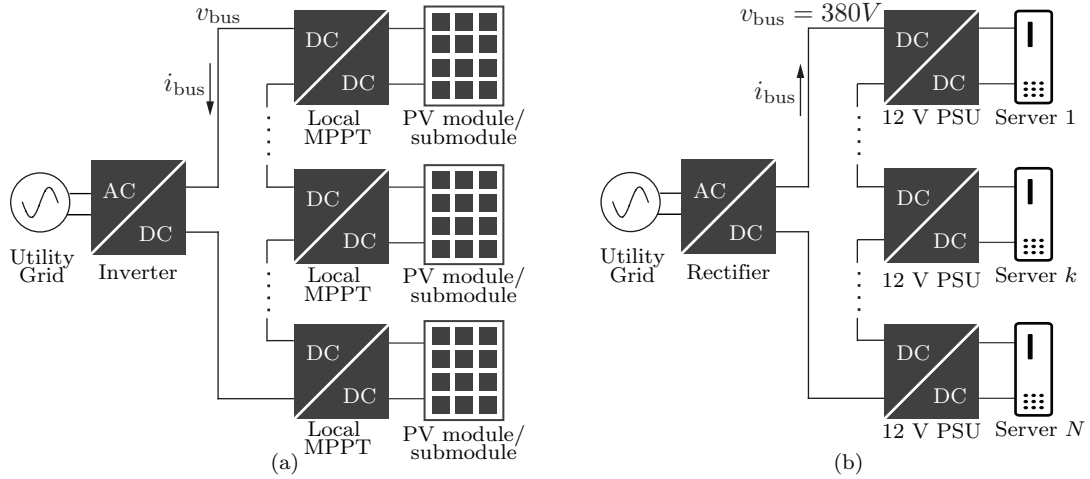 v_bus
i_bus
DC
DC
Local
MPPT
PV module/
submodule
AC
DC
Utility
Grid
Inverter
DC
DC
Local
MPPT
PV module/
submodule
DC
DC
Local
MPPT
PV module/
submodule
(a)
v_bus = 380V
i_bus
DC
DC
12 V PSU
Server 1
AC
DC
Utility
Grid
Rectifier
DC
DC
12 V PSU
Server k
DC
DC
12 V PSU
Server N
(b)